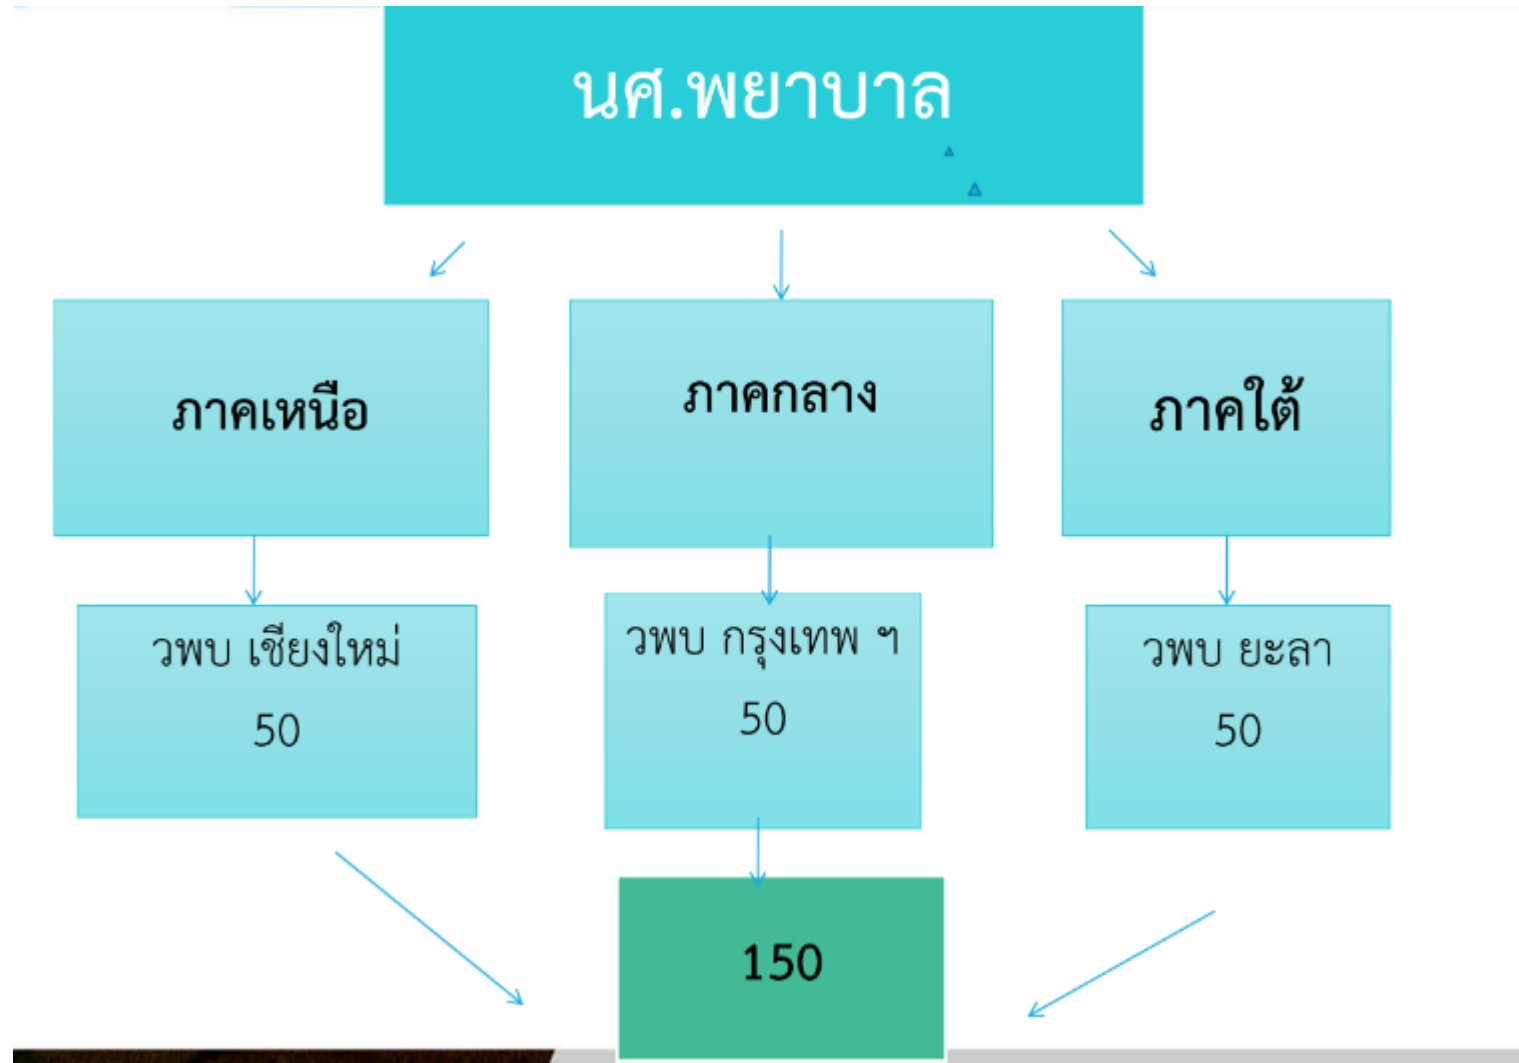 นศ.พยาบาล
ภาคเหนือ
ภาคกลาง
ภาคใต้
วพบ เชียงใหม่
50
วพบ กรุงเทพ ฯ
50
วพบ ยะลา
50
150